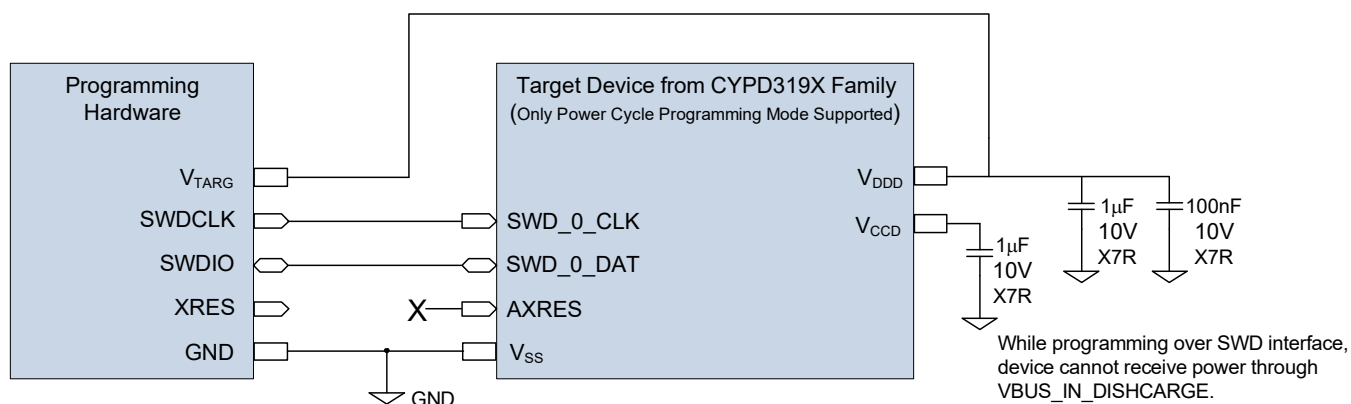 Programming
Hardware
VTARG
SWDCLK
SWDIO
XRES
GND
Target Device from CYPD319X Family
(Only Power Cycle Programming Mode Supported)
VDDD
VCCD
SWD_0_CLK
SWD_0_DAT
X
AXRES
VSS
GND
1µF
10V
X7R
1µF
10V
X7R
100nF
10V
X7R
While programming over SWD interface,
device cannot receive power through
VBUS_IN_DISHCARGE.